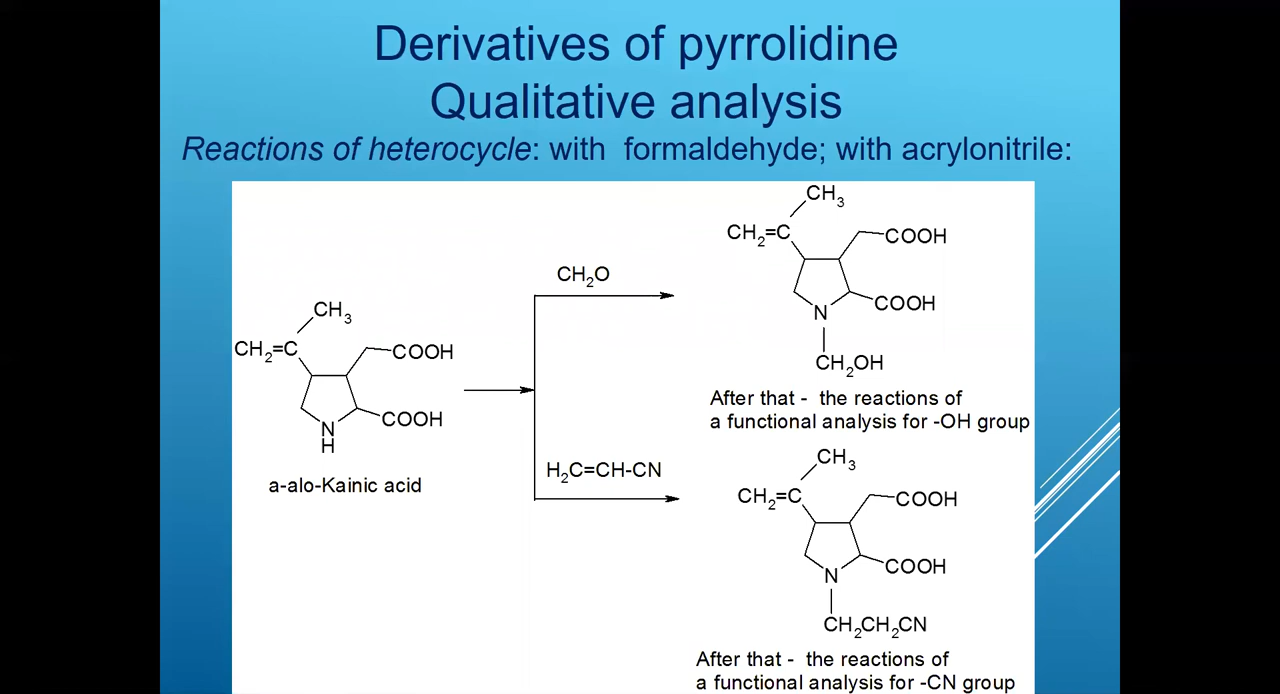 Derivatives of pyrrolidine
Qualitative analysis
Reactions of heterocycle: with formaldehyde; with acrylonitrile:
CH3
CH2=C
COOH
COOH
N
H
a-alo-Kainic acid
CH2O
H2C=CH-CN
CH3
CH2=C
COOH
COOH
N
CH2OH
After that - the reactions of
a functional analysis for -OH group
CH3
CH2=C
COOH
COOH
N
CH2CH2CN
After that - the reactions of
a functional analysis for -CN group